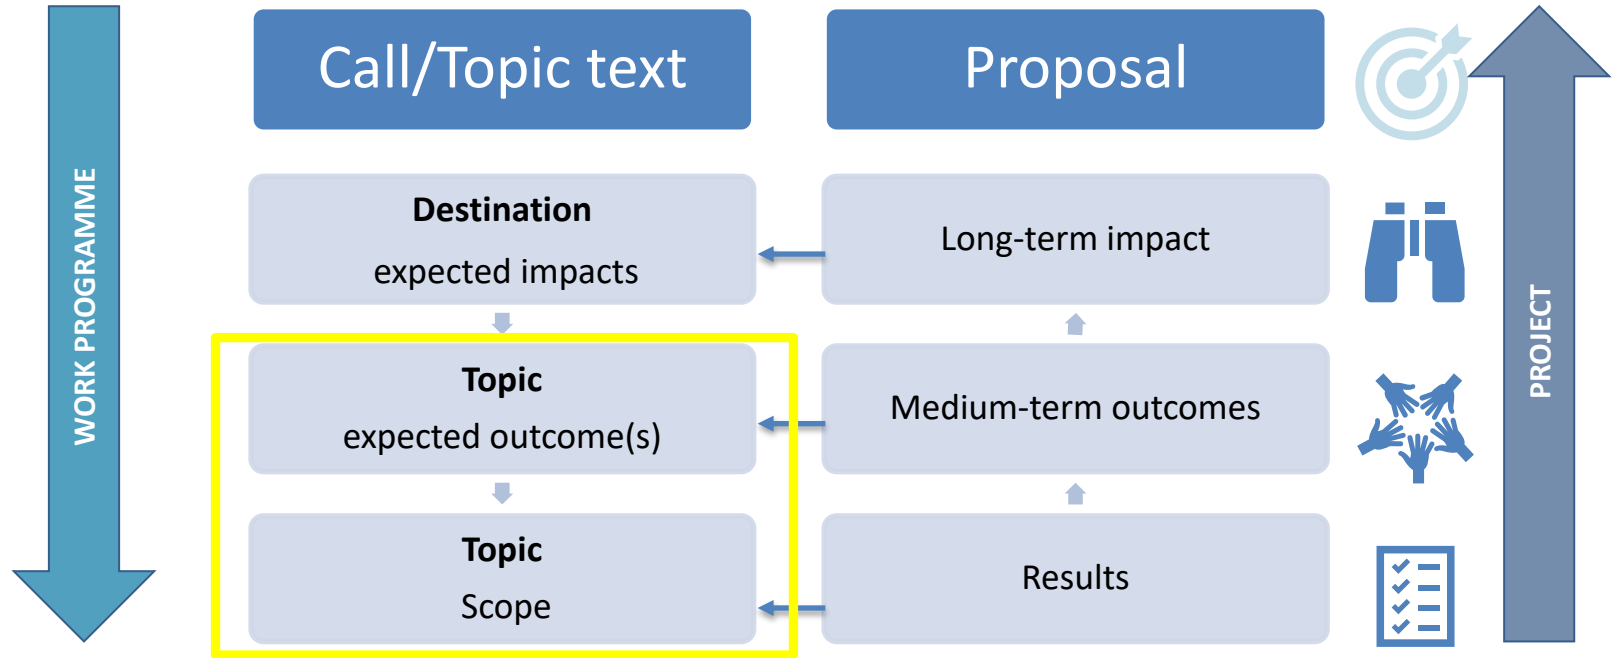 Call/Topic text
Proposal
WORK PROGRAMME
Destination
expected impacts
Long-term impact
Topic
expected outcome(s)
Medium-term outcomes
Topic
Scope
Results
PROJECT